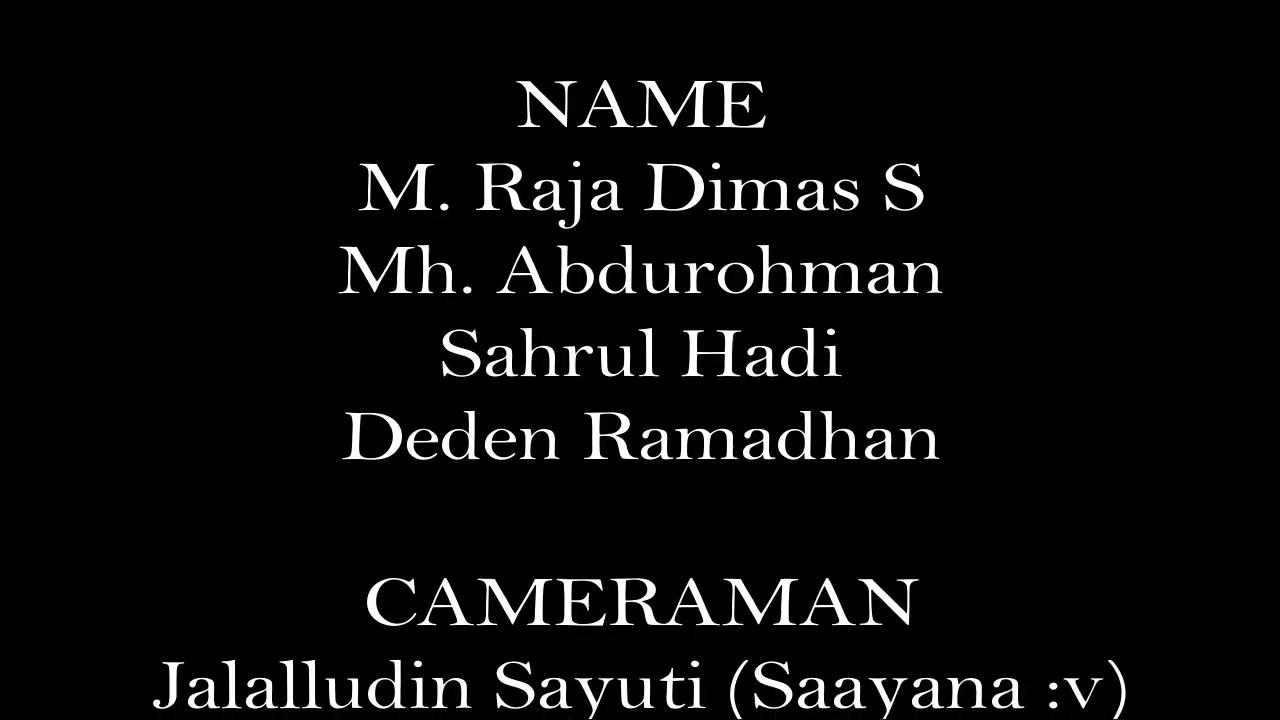 NAME
M. Raja Dimas S
Mh. Abdurohman
Sahrul Hadi
Deden Ramadhan
CAMERAMAN
Jalalludin Sayuti (Saayana :v)